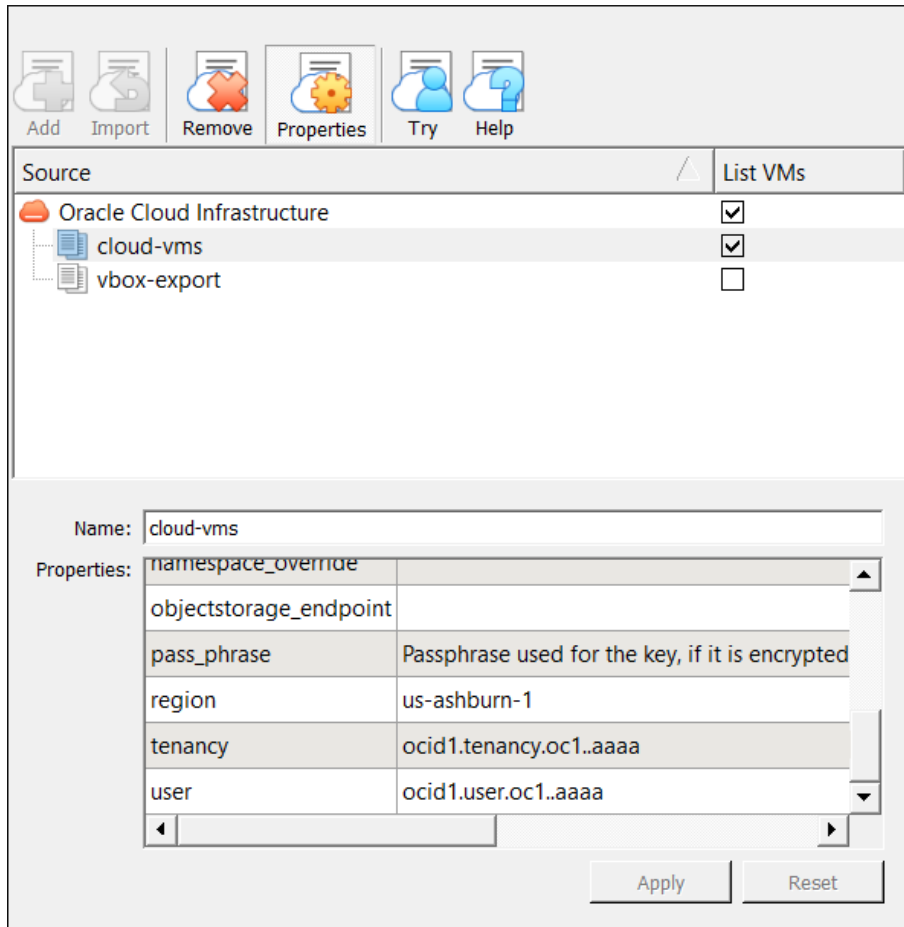 Add Import Remove Properties Try Help
Source List VMs
Oracle Cloud Infrastructure
cloud-vms
vbox-export
Name: cloud-vms
Properties: namespace_override
objectstorage_endpoint
pass_phrase Passphrase used for the key, if it is encrypted
region us-ashburn-1
tenancy ocid1.tenancy.oc1..aaaa
user ocid1.user.oc1..aaaa
Apply Reset